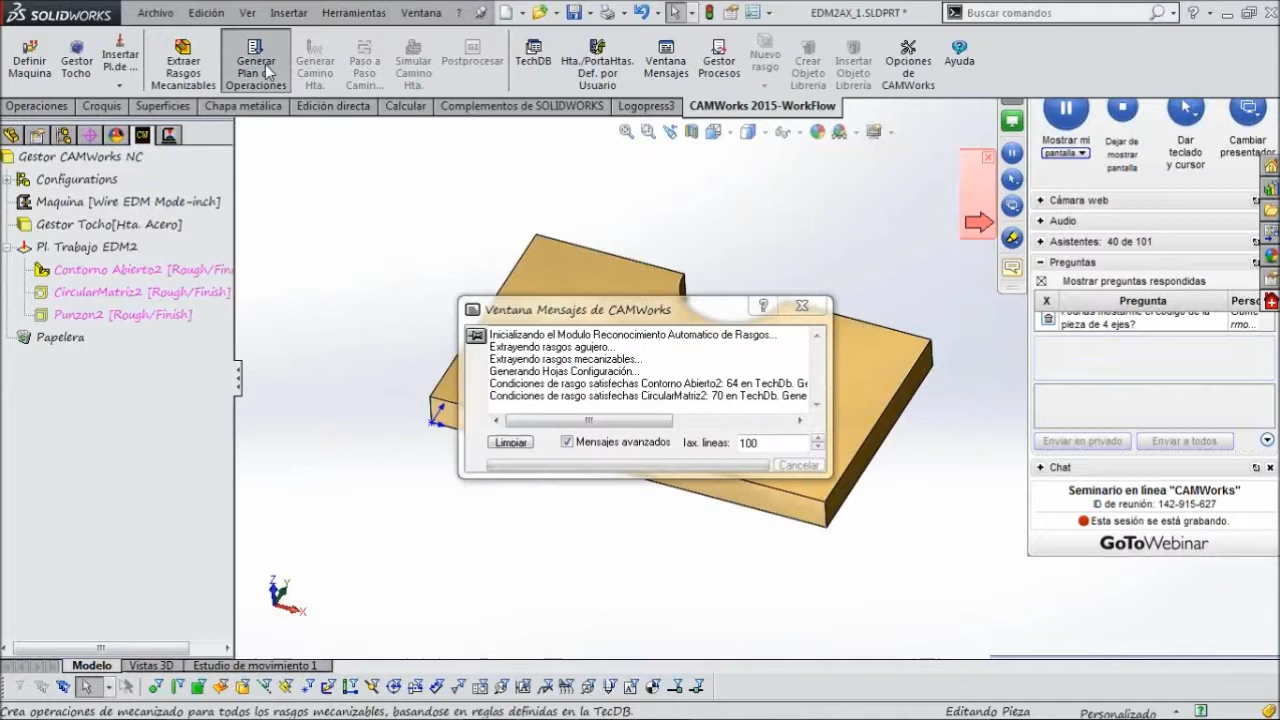 SOLIDWORKS
Archivo Edición Ver Insertar Herramientas Ventana ?
EDM2AX_1.SLDPRT *
Buscar comandos
Definir Maquina
Gestor Tocho
Insertar Pl.de ...
Extraer Rasgos Mecanizables
Generar Plan de Operaciones
Generar Camino Hta.
Paso a Paso Camin...
Simular Camino Hta.
Postprocesar
TechDB
Hta./PortaHtas. Def. por Usuario
Ventana Mensajes
Gestor Procesos
Nuevo rasgo
Crear Objeto Libreria
Insertar Objeto Libreria
Opciones de CAMWorks
Ayuda
Operaciones Croquis Superficies Chapa metálica Edición directa Calcular Complementos de SOLIDWORKS Logopress3 CAMWorks 2015-WorkFlow
Gestor CAMWorks NC
Configurations
Maquina [Wire EDM Mode-inch]
Gestor Tocho[Hta. Acero]
Pl. Trabajo EDM2
Contorno Abierto2 [Rough/Fin
CircularMatriz2 [Rough/Finish]
Punzon2 [Rough/Finish]
Papelera
Ventana Mensajes de CAMWorks
Inicializando el Modulo Reconocimiento Automatico de Rasgos...
Extrayendo rasgos agujero...
Extrayendo rasgos mecanizables...
Generando Hojas Configuración...
Condiciones de rasgo satisfechas Contorno Abierto2: 64 en TechDb. Ge
Condiciones de rasgo satisfechas CircularMatriz2: 70 en TechDb. Gene
Limpiar Mensajes avanzados lax. lineas: 100
Cancelar
Mostrar mi pantalla
Dejar de mostrar pantalla
Dar teclado y cursor
Cambiar presentador
Cámara web
Audio
Asistentes: 40 de 101
Preguntas
Mostrar preguntas respondidas
X Pregunta Perso
pieza de 4 ejes? rmo...
Enviar en privado Enviar a todos
Chat
Seminario en línea "CAMWorks"
ID de reunión: 142-915-627
Esta sesión se está grabando.
GoToWebinar
Z Y X
Modelo Vistas 3D Estudio de movimiento 1
Crea operaciones de mecanizado para todos los rasgos mecanizables, basandose en reglas definidas en la TecDB.
Editando Pieza Personalizado